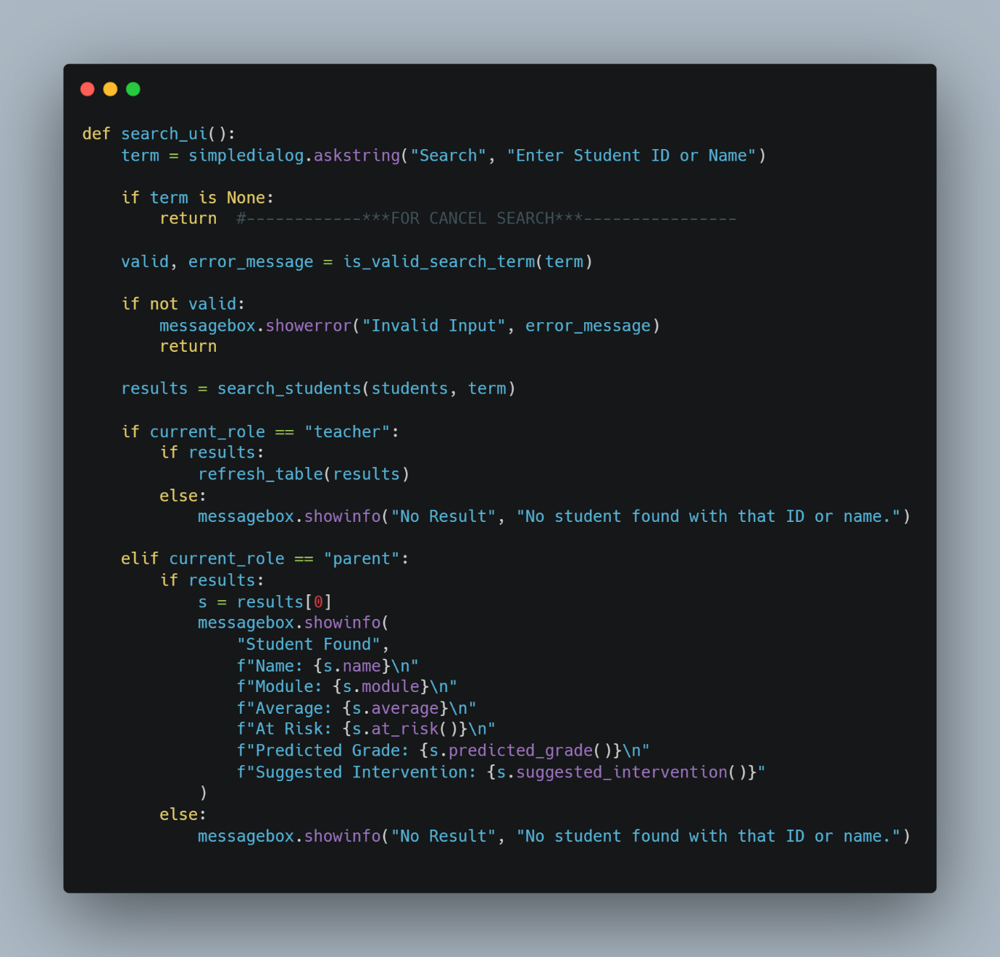 def search_ui():
    term = simpledialog.askstring("Search", "Enter Student ID or Name")
    if term is None:
        return  #------------***FOR CANCEL SEARCH***----------------
    valid, error_message = is_valid_search_term(term)
    if not valid:
        messagebox.showerror("Invalid Input", error_message)
        return
    results = search_students(students, term)
    if current_role == "teacher":
        if results:
            refresh_table(results)
        else:
            messagebox.showinfo("No Result", "No student found with that ID or name.")
    elif current_role == "parent":
        if results:
            s = results[0]
            messagebox.showinfo(
                "Student Found",
                f"Name: {s.name}\n"
                f"Module: {s.module}\n"
                f"Average: {s.average}\n"
                f"At Risk: {s.at_risk()}\n"
                f"Predicted Grade: {s.predicted_grade()}\n"
                f"Suggested Intervention: {s.suggested_intervention()}"
            )
        else:
            messagebox.showinfo("No Result", "No student found with that ID or name.")